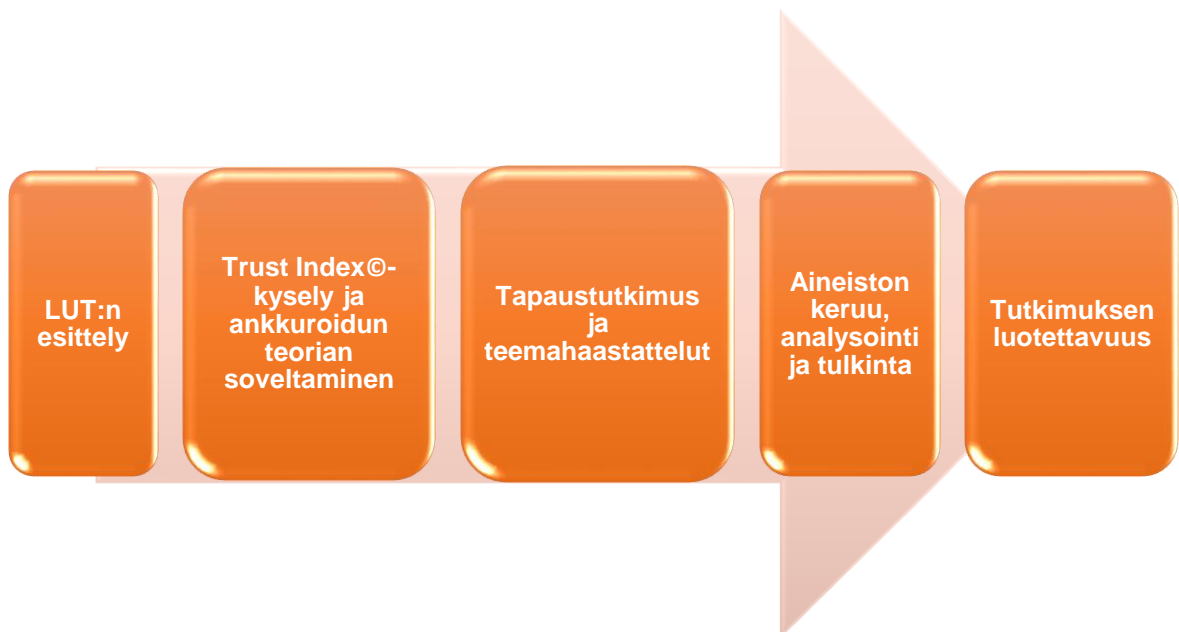 LUT:n
esittely
Trust Index©-
kysely ja
ankkuroidun
teorian
soveltaminen
Tapaustutkimus
ja
teemahaastattelut
Aineiston
keruu,
analysointi
ja tulkinta
Tutkimuksen
luotettavuus